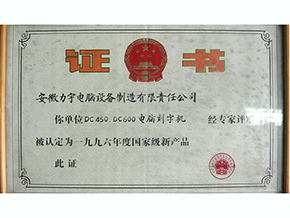 证书
安徽力宇电脑设备制造有限责任公司
你单位DC450、DC600电脑刻字机 经专家评
被认定为一九九六年度国家级新产品
此证